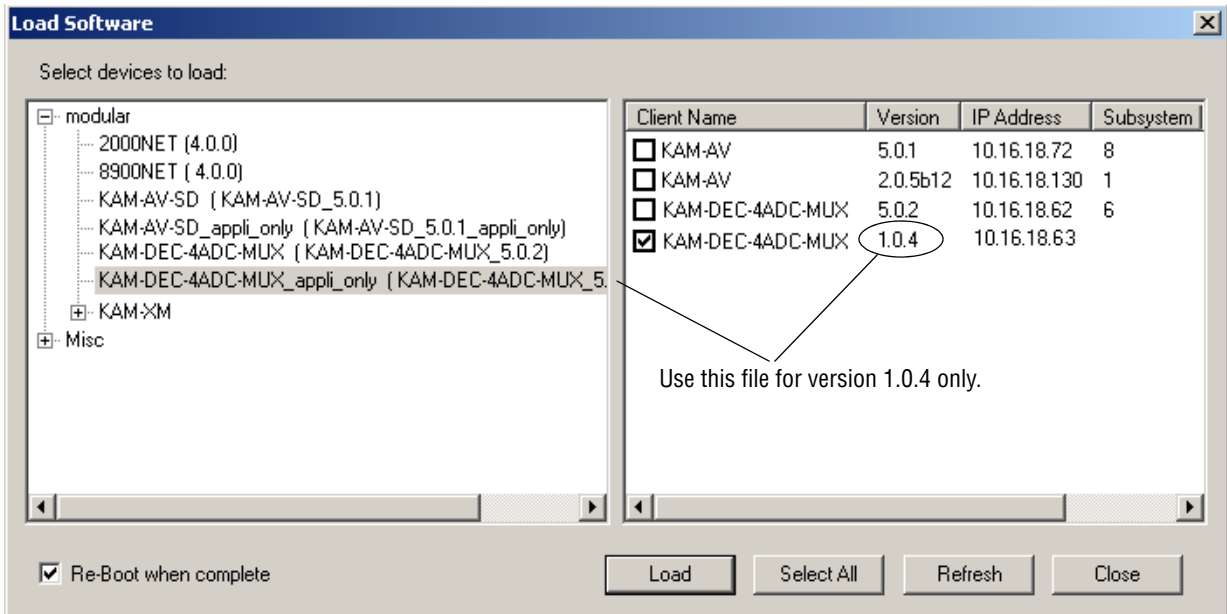 Load Software
Select devices to load:
modular
2000NET (4.0.0)
8900NET ( 4.0.0)
KAM-AV-SD ( KAM-AV-SD_5.0.1)
KAM-AV-SD_appli_only ( KAM-AV-SD_5.0.1_appli_only)
KAM-DEC-4ADC-MUX ( KAM-DEC-4ADC-MUX_5.0.2)
KAM-DEC-4ADC-MUX_appli_only ( KAM-DEC-4ADC-MUX_5.
KAM-XM
Misc
Client Name Version IP Address Subsystem
KAM-AV 5.0.1 10.16.18.72 8
KAM-AV 2.0.5b12 10.16.18.130 1
KAM-DEC-4ADC-MUX 5.0.2 10.16.18.62 6
KAM-DEC-4ADC-MUX 1.0.4 10.16.18.63
Use this file for version 1.0.4 only.
Re-Boot when complete
Load Select All Refresh Close